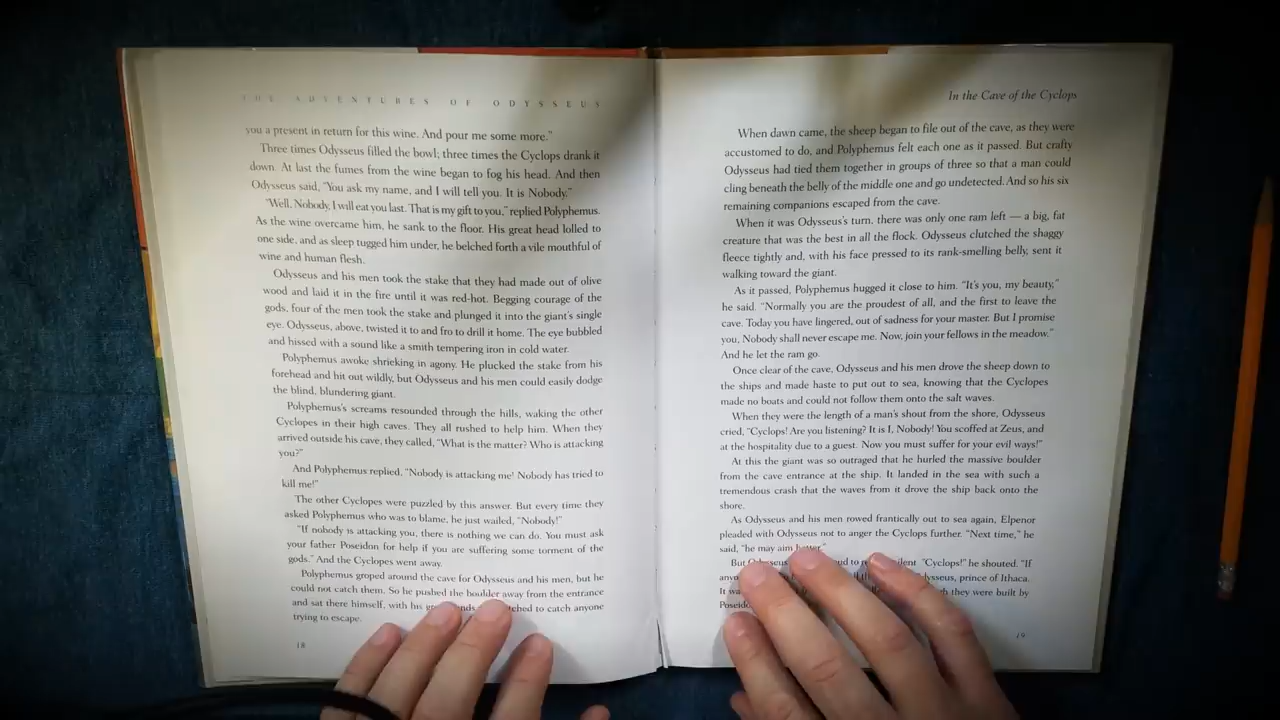 THE ADVENTURES OF ODYSSEUS
you a present in return for this wine. And pour me some more."
Three times Odysseus filled the bowl; three times the Cyclops drank it
down. At last the fumes from the wine began to fog his head. And then
Odysseus said, "You ask my name, and I will tell you. It is Nobody."
"Well, Nobody, I will eat you last. That is my gift to you," replied Polyphemus.
As the wine overcame him, he sank to the floor. His great head lolled to
one side, and as sleep tugged him under, he belched forth a vile mouthful of
wine and human flesh.
Odysseus and his men took the stake that they had made out of olive
wood and laid it in the fire until it was red-hot. Begging courage of the
gods, four of the men took the stake and plunged it into the giant's single
eye. Odysseus, above, twisted it to and fro to drill it home. The eye bubbled
and hissed with a sound like a smith tempering iron in cold water.
Polyphemus awoke shrieking in agony. He plucked the stake from his
forehead and hit out wildly, but Odysseus and his men could easily dodge
the blind, blundering giant.
Polyphemus's screams resounded through the hills, waking the other
Cyclopes in their high caves. They all rushed to help him. When they
arrived outside his cave, they called, "What is the matter? Who is attacking
you?"
And Polyphemus replied, "Nobody is attacking me! Nobody has tried to
kill me!"
The other Cyclopes were puzzled by this answer. But every time they
asked Polyphemus who was to blame, he just wailed, "Nobody!"
"If nobody is attacking you, there is nothing we can do. You must ask
your father Poseidon for help if you are suffering some torment of the
gods." And the Cyclopes went away.
Polyphemus groped around the cave for Odysseus and his men, but he
could not catch them. So he pushed the boulder away from the entrance
and sat there himself, with his to catch anyone
trying to escape.
18
In the Cave of the Cyclops
When dawn came, the sheep began to file out of the cave, as they were
accustomed to do, and Polyphemus felt each one as it passed. But crafty
Odysseus had tied them together in groups of three so that a man could
cling beneath the belly of the middle one and go undetected. And so his six
remaining companions escaped from the cave.
When it was Odysseus's turn, there was only one ram left — a big, fat
creature that was the best in all the flock. Odysseus clutched the shaggy
fleece tightly and, with his face pressed to its rank-smelling belly, sent it
walking toward the giant.
As it passed, Polyphemus hugged it close to him. "It's you, my beauty,"
he said. "Normally you are the proudest of all, and the first to leave the
cave. Today you have lingered, out of sadness for your master. But I promise
you, Nobody shall never escape me. Now, join your fellows in the meadow."
And he let the ram go.
Once clear of the cave, Odysseus and his men drove the sheep down to
the ships and made haste to put out to sea, knowing that the Cyclopes
made no boats and could not follow them onto the salt waves.
When they were the length of a man's shout from the shore, Odysseus
cried, "Cyclops! Are you listening? It is I, Nobody! You scoffed at Zeus, and
at the hospitality due to a guest. Now you must suffer for your evil ways!"
At this the giant was so outraged that he hurled the massive boulder
from the cave entrance at the ship. It landed in the sea with such a
tremendous crash that the waves from it drove the ship back onto the
shore.
As Odysseus and his men rowed frantically out to sea again, Elpenor
pleaded with Odysseus not to anger the Cyclops further. "Next time," he
said, "he may aim better."
But Odysseus "Cyclops!" he shouted. "If
prince of Ithaca.
It they were built by
19